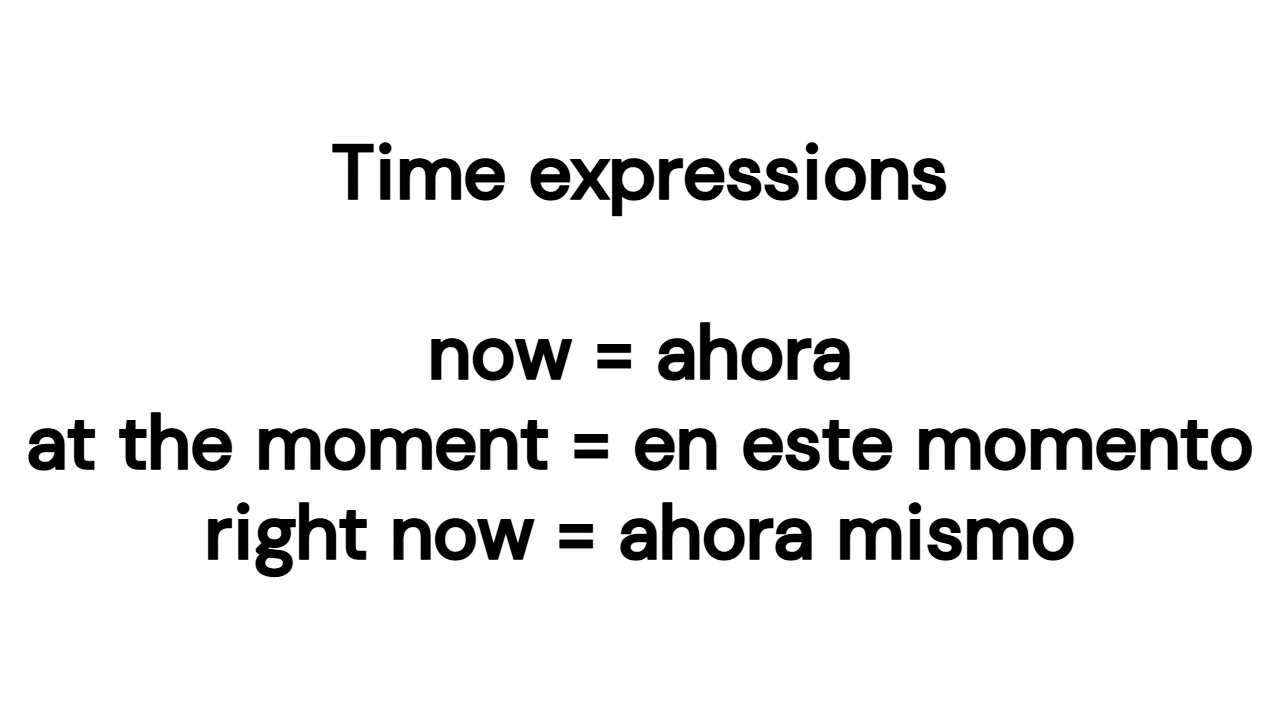 Time expressions
now = ahora
at the moment = en este momento
right now = ahora mismo